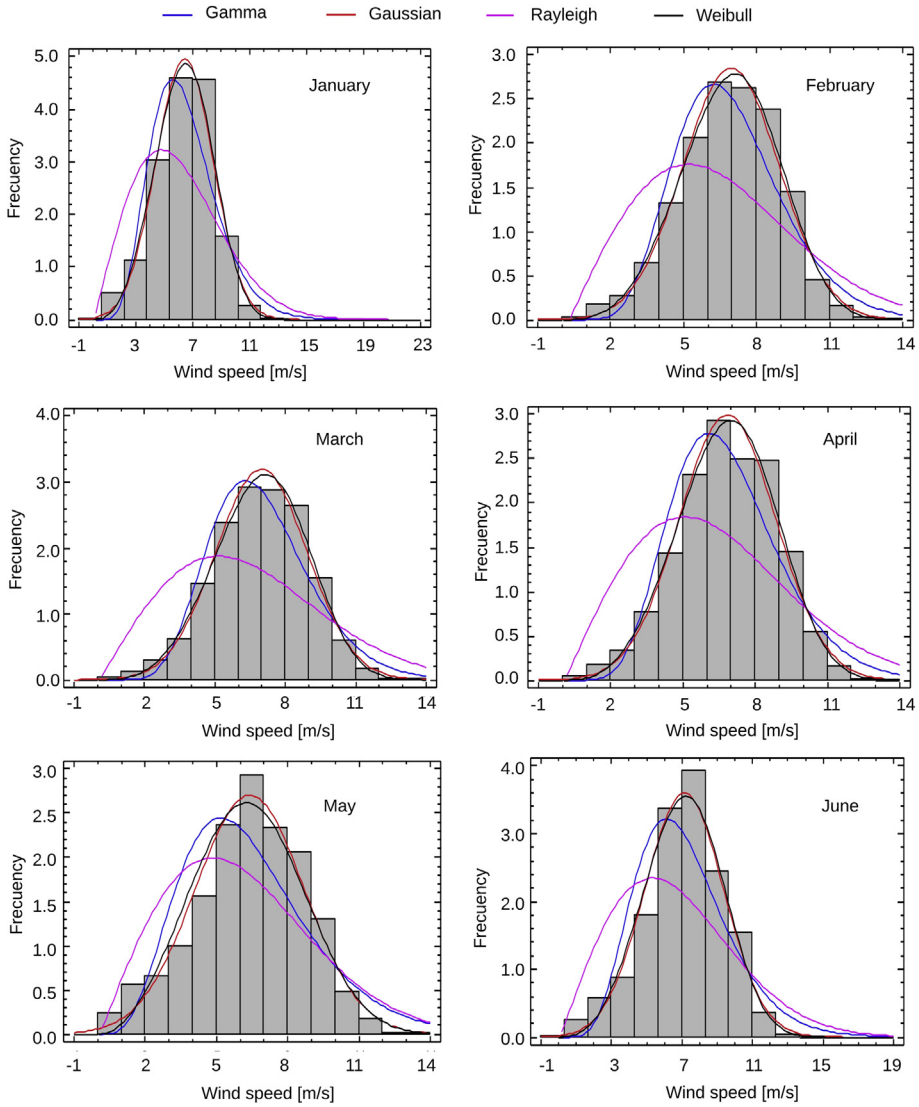 Gamma Gaussian Rayleigh Weibull
January
Frecuency
5.0
4.0
3.0
2.0
1.0
0.0
-1 3 7 11 15 19 23
Wind speed [m/s]
February
Frecuency
3.0
2.5
2.0
1.5
1.0
0.5
0.0
-1 2 5 8 11 14
Wind speed [m/s]
March
Frecuency
4.0
3.0
2.0
1.0
0.0
-1 2 5 8 11 14
Wind speed [m/s]
April
Frecuency
3.0
2.5
2.0
1.5
1.0
0.5
0.0
-1 2 5 8 11 14
Wind speed [m/s]
May
Frecuency
3.0
2.5
2.0
1.5
1.0
0.5
0.0
-1 2 5 8 11 14
Wind speed [m/s]
June
Frecuency
4.0
3.0
2.0
1.0
0.0
-1 3 7 11 15 19
Wind speed [m/s]